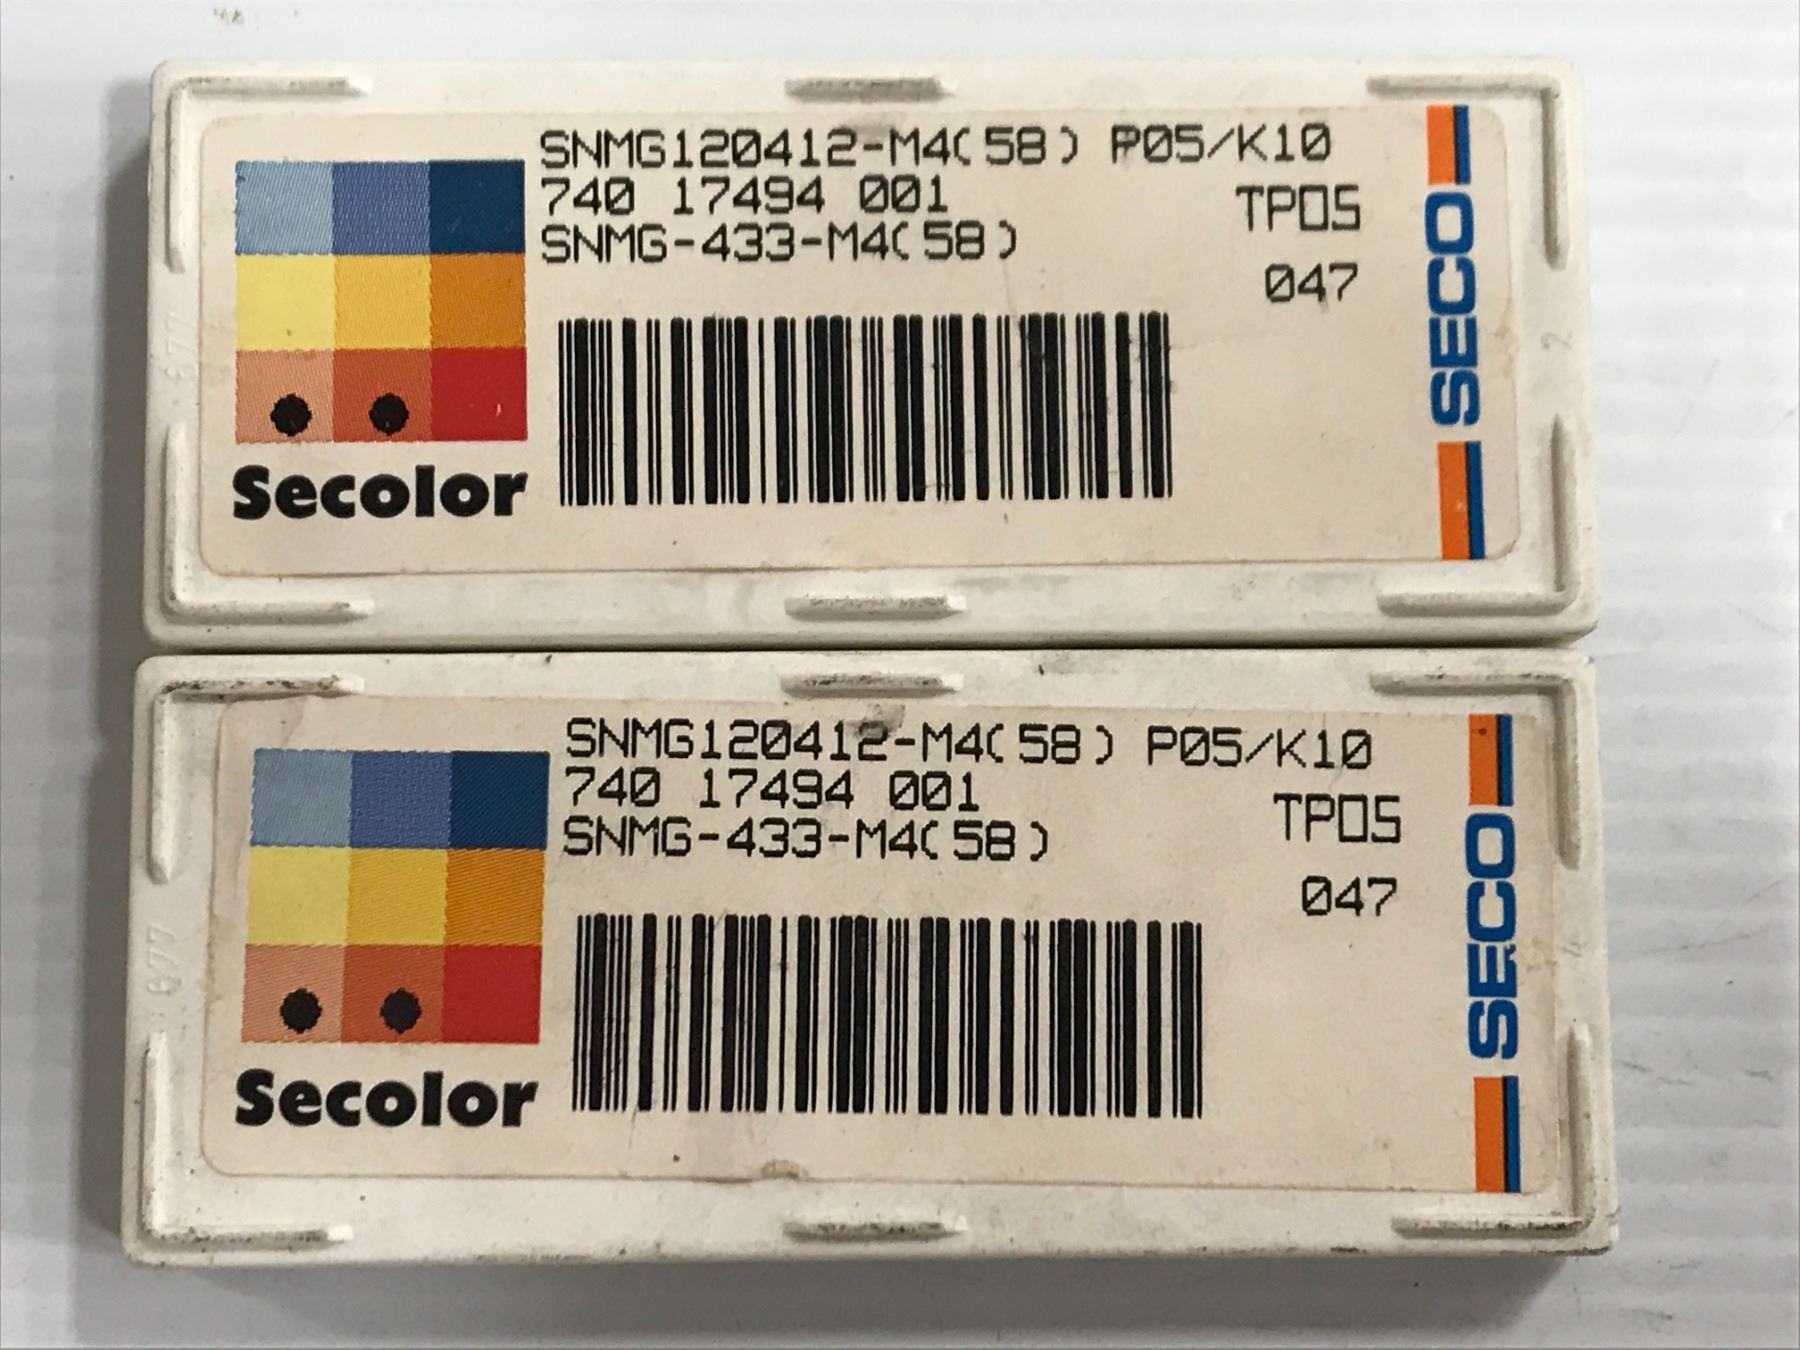 SNMG120412-M4(58) P05/K10
740 17494 001 TP05
SNMG-433-M4(58)
047
Secolor
SECO
SNMG120412-M4(58) P05/K10
740 17494 001 TP05
SNMG-433-M4(58)
047
677
Secolor
SECO